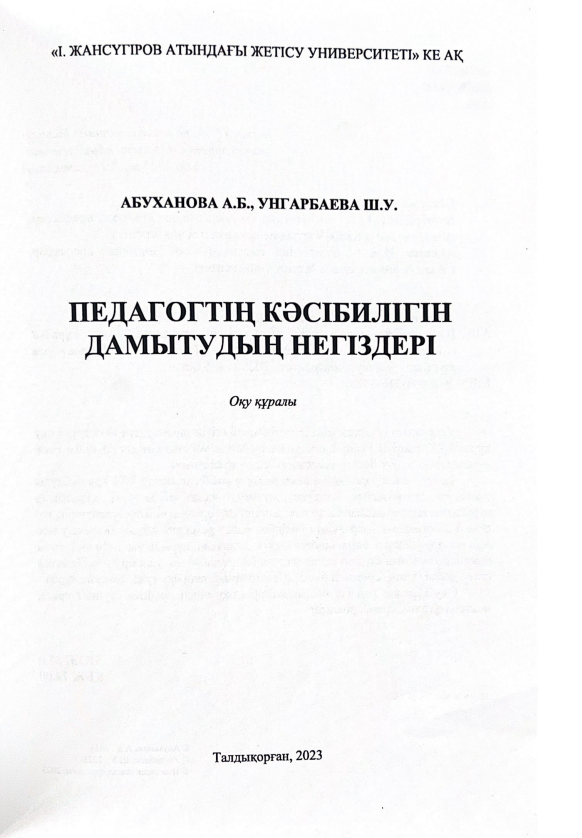 «І. ЖАНСҮГІРОВ АТЫНДАҒЫ ЖЕТІСУ УНИВЕРСИТЕТІ» КЕ АҚ
АБУХАНОВА А.Б., УНГАРБАЕВА Ш.У.
ПЕДАГОГТІҢ КӘСІБИЛІГІН
ДАМЫТУДЫҢ НЕГІЗДЕРІ
Оқу құралы
Талдықорған, 2023